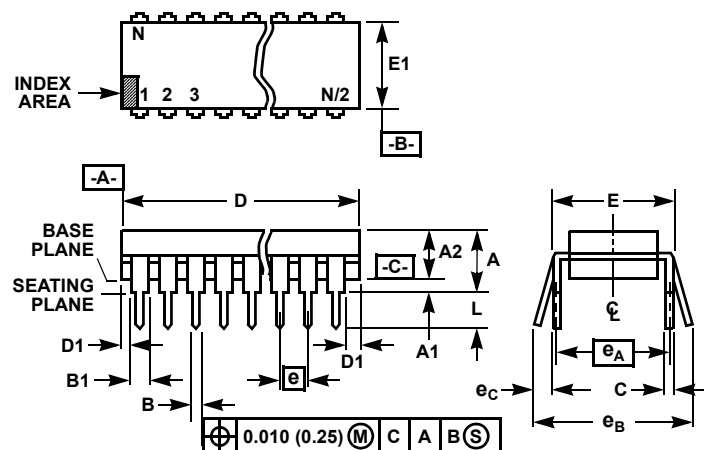 N
E1
INDEX
AREA
1 2 3 N/2
-B-
-A-
D
E
BASE
PLANE
A2
A
-C-
SEATING
PLANE
L
C
L
D1
A1
D1
eA
B1
e
eC
C
B
eB
0.010 (0.25) M C A B S